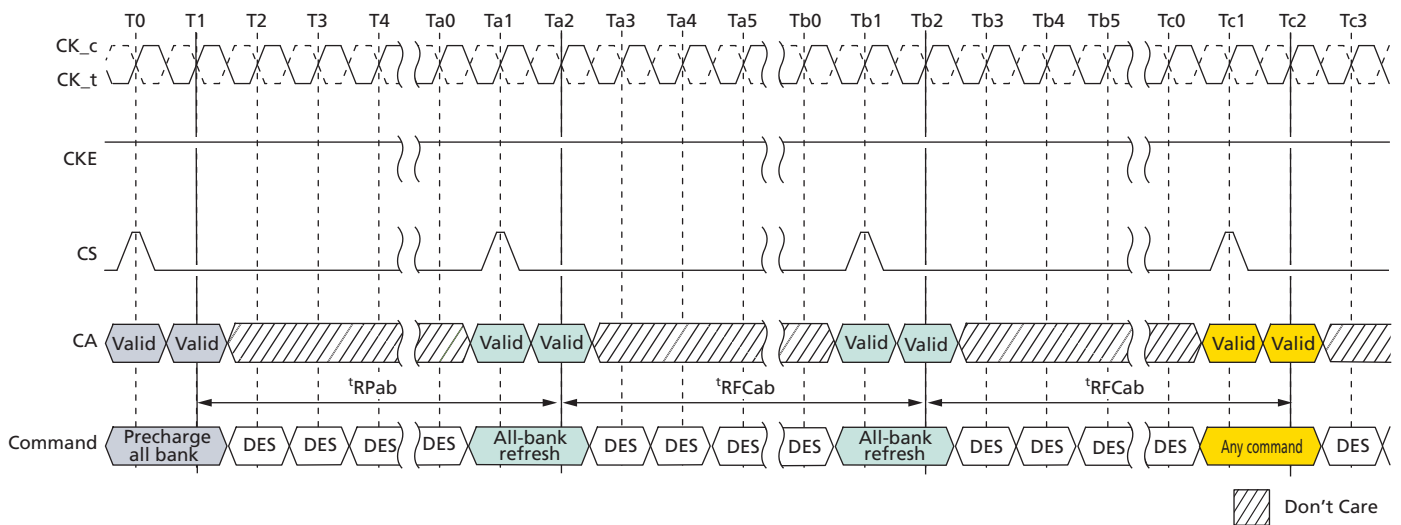 T0 T1 T2 T3 T4 Ta0 Ta1 Ta2 Ta3 Ta4 Ta5 Tb0 Tb1 Tb2 Tb3 Tb4 Tb5 Tc0 Tc1 Tc2 Tc3
CK_c
CK_t
CKE
CS
CA Valid Valid Valid Valid Valid Valid Valid Valid
tRPab tRFCab tRFCab
Command Precharge all bank DES DES DES DES All-bank refresh DES DES DES DES All-bank refresh DES DES DES DES Any command DES
Don't Care